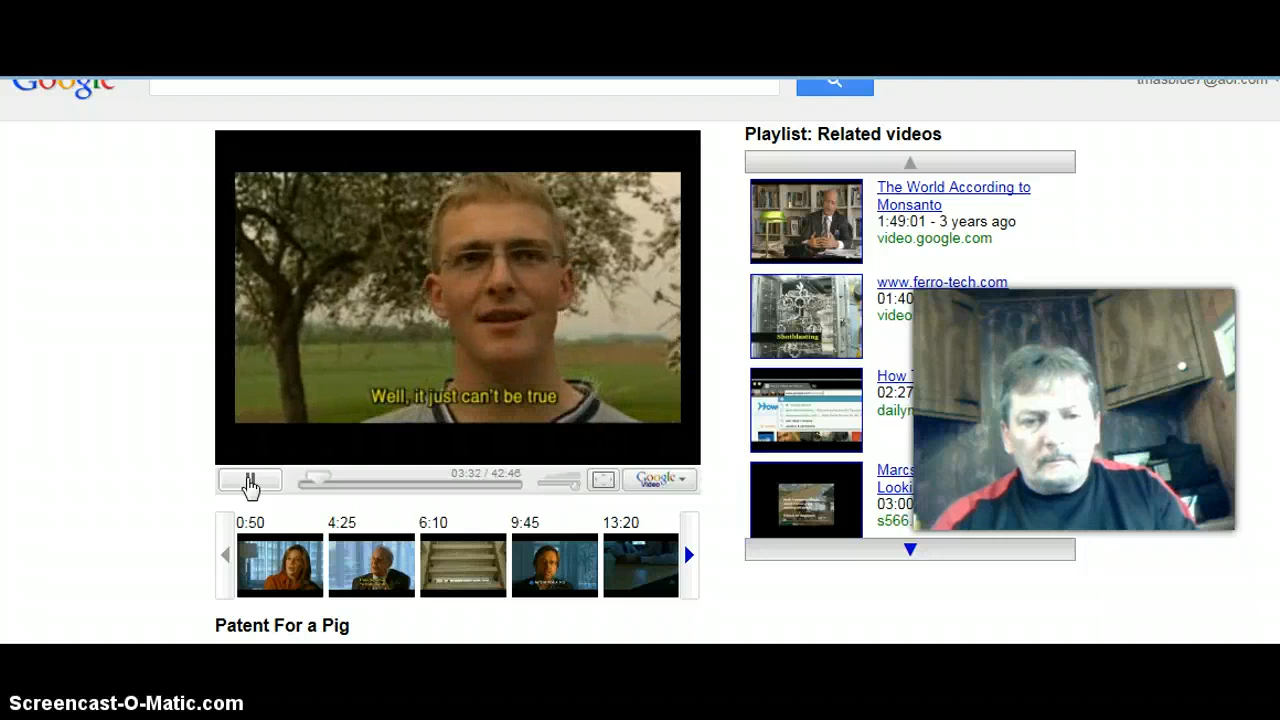 Google
tmasblue7@aol.com
Playlist: Related videos
The World According to
Monsanto
1:49:01 - 3 years ago
video.google.com
www.ferro-tech.com
01:40
video
Shotblasting
How
02:27
dailym
Marcs
Looki
03:00
s566.
Well, it just can't be true
03:32 / 42:46
Google
Video
0:50
4:25
6:10
9:45
13:20
Patent For a Pig
Screencast-O-Matic.com